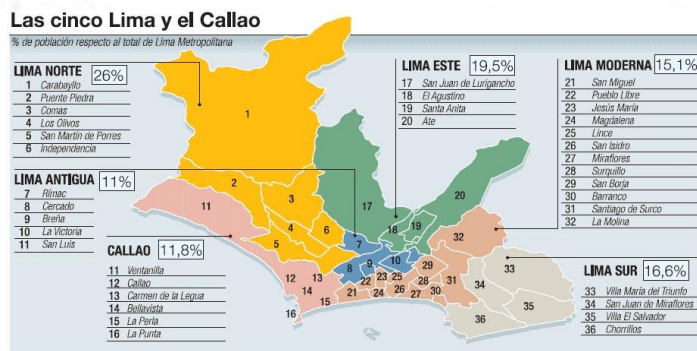 Las cinco Lima y el Callao
% de población respecto al total de Lima Metropolitana
LIMA NORTE 26%
1 Carabayllo
2 Puente Piedra
3 Comas
4 Los Olivos
5 San Martín de Porres
6 Independencia
LIMA ANTÍGUA 11%
7 Rímac
8 Cercado
9 Breña
10 La Victoria
11 San Luis
CALLAO 11,8%
11 Ventanilla
12 Callao
13 Carmen de la Legua
14 Bellavista
15 La Perla
16 La Punta
LIMA ESTE 19,5%
17 San Juan de Lurigancho
18 El Agustino
19 Santa Anita
20 Ate
LIMA MODERNA 15,1%
21 San Miguel
22 Pueblo Libre
23 Jesús María
24 Magdalena
25 Lince
26 San Isidro
27 Miraflores
28 Surquillo
29 San Borja
30 Barranco
31 Santiago de Surco
32 La Molina
LIMA SUR 16,6%
33 Villa María del Triunfo
34 San Juan de Miraflores
35 Villa El Salvador
36 Chorrillos
1
2
3
4
5
6
11
17
20
18
19
7
8
9
10
32
12
13
14
15
16
21
22
23
24
25
26
27
28
29
30
31
33
34
35
36
N